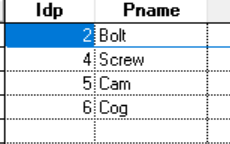 Idp Pname
2 Bolt
4 Screw
5 Cam
6 Cog